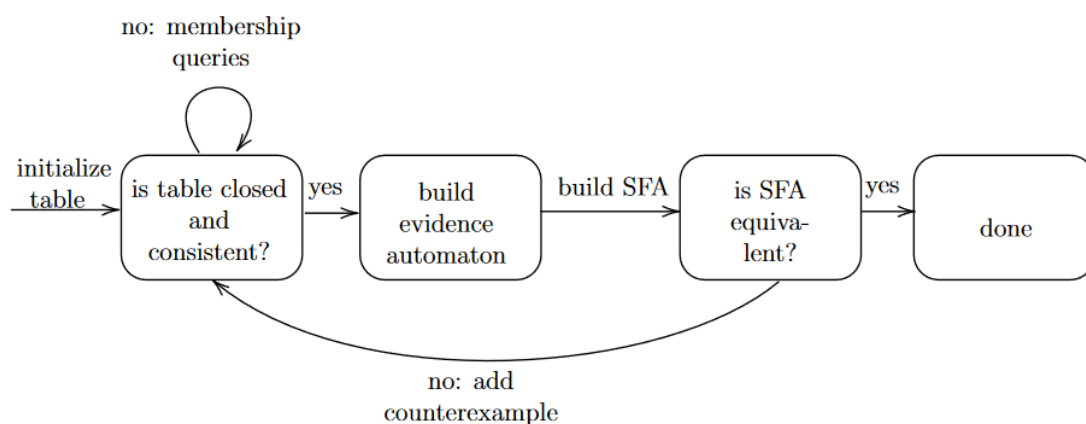 no: membership
queries
initialize
table
is table closed
and
consistent?
yes
build
evidence
automaton
build SFA
is SFA
equiva-
lent?
yes
done
no: add
counterexample